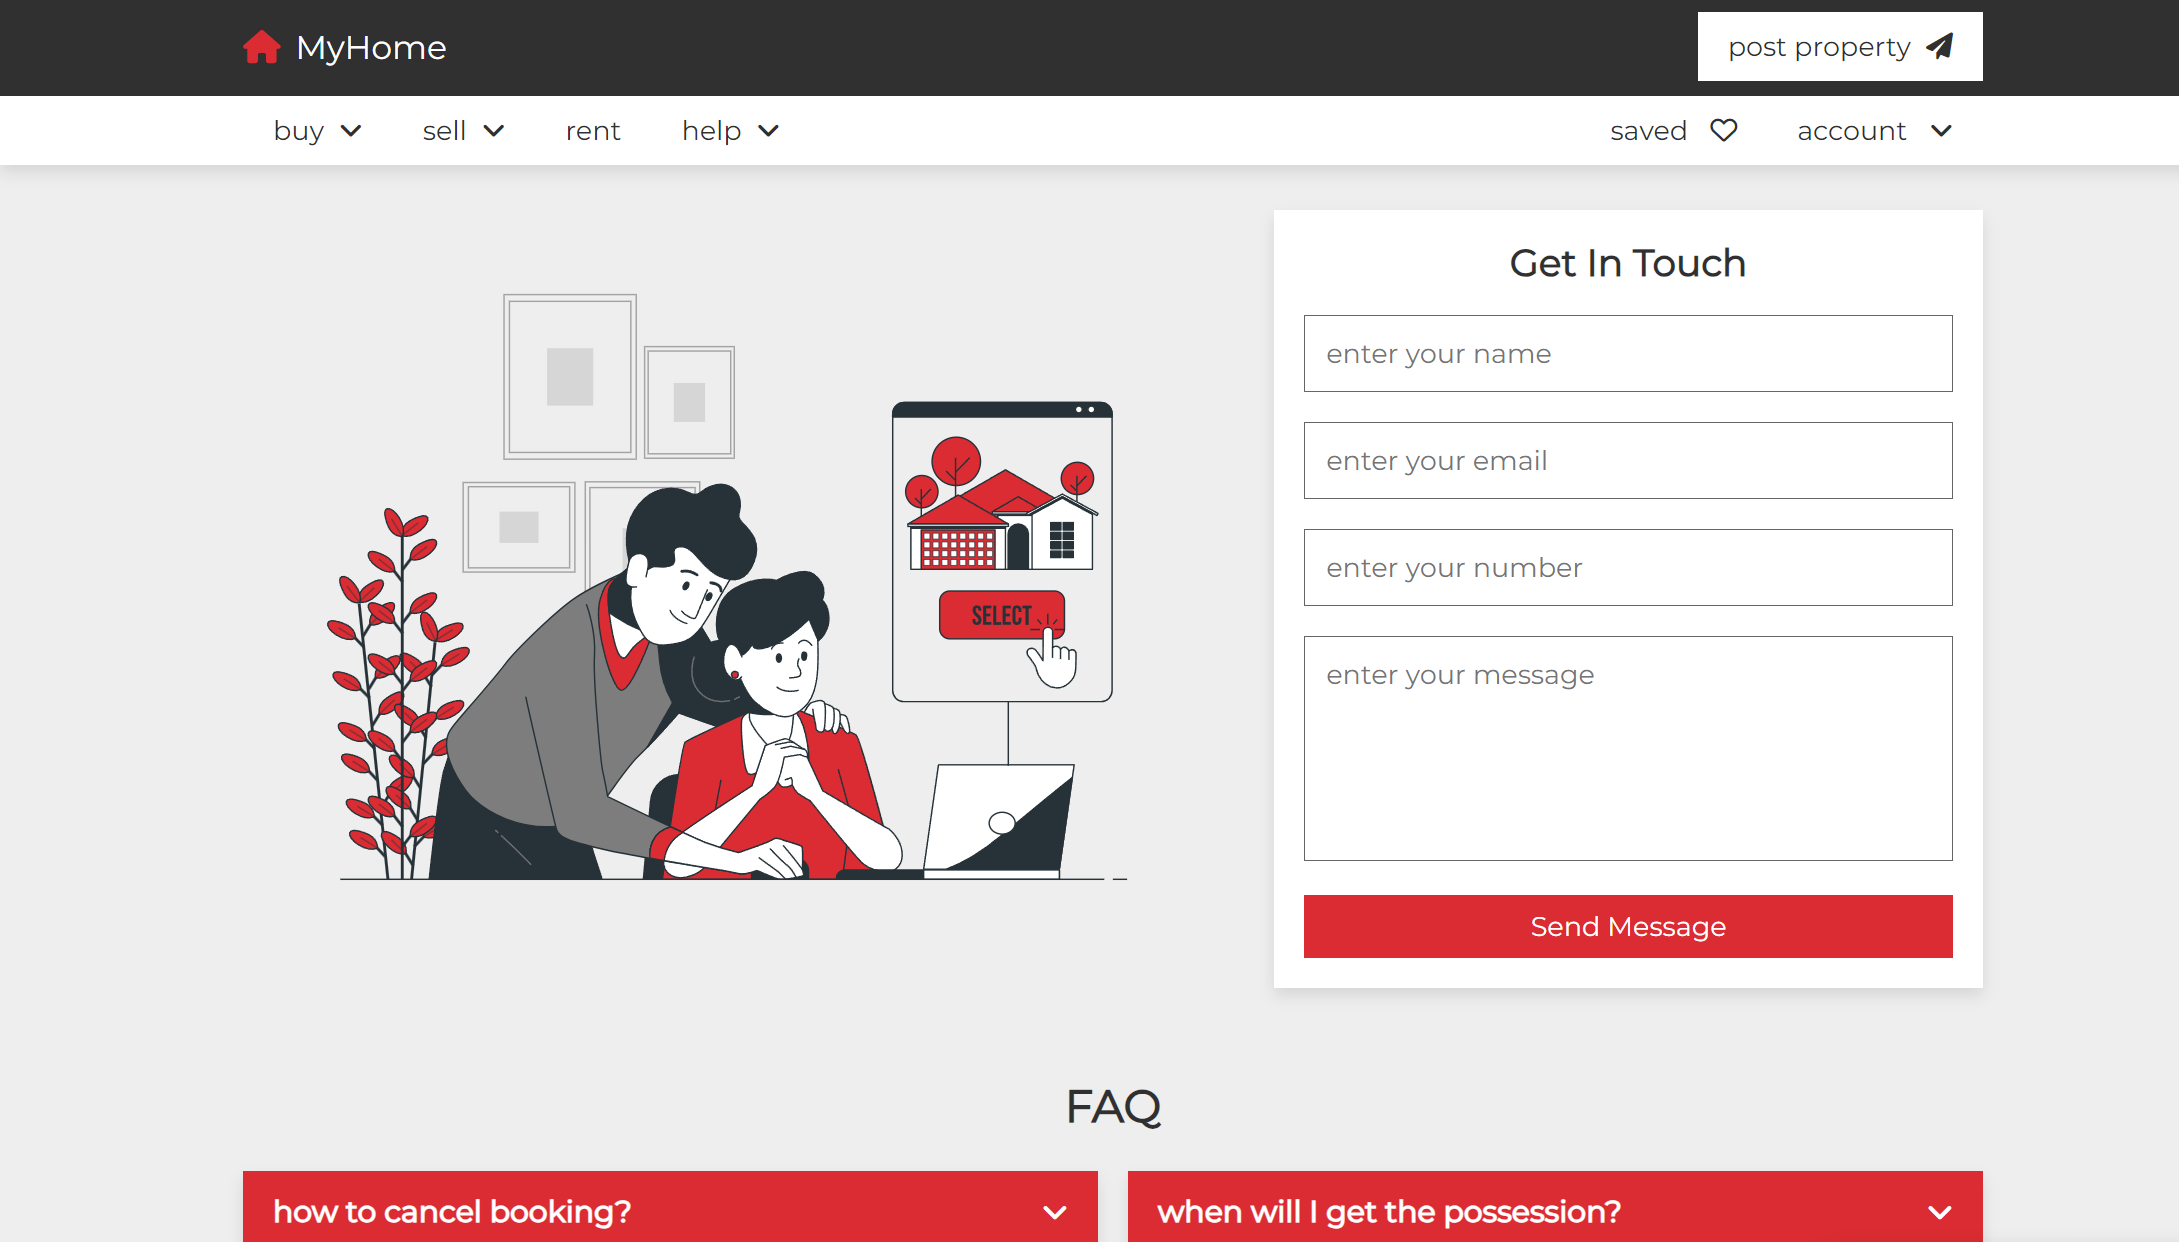 MyHome
post property
buy
sell
rent
help
saved
account
Get In Touch
enter your name
enter your email
enter your number
enter your message
Send Message
SELECT
FAQ
how to cancel booking?
when will I get the possession?